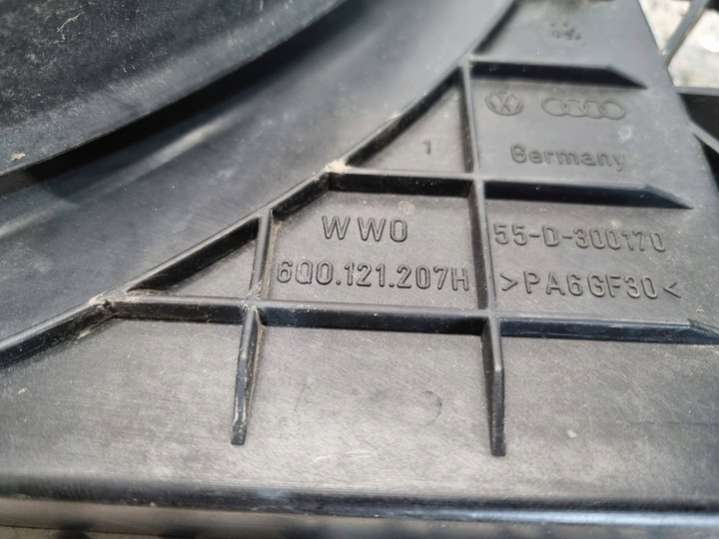 1
Germany
WWO
6Q0.121.207H
55-D-300170
>PA6GF30<